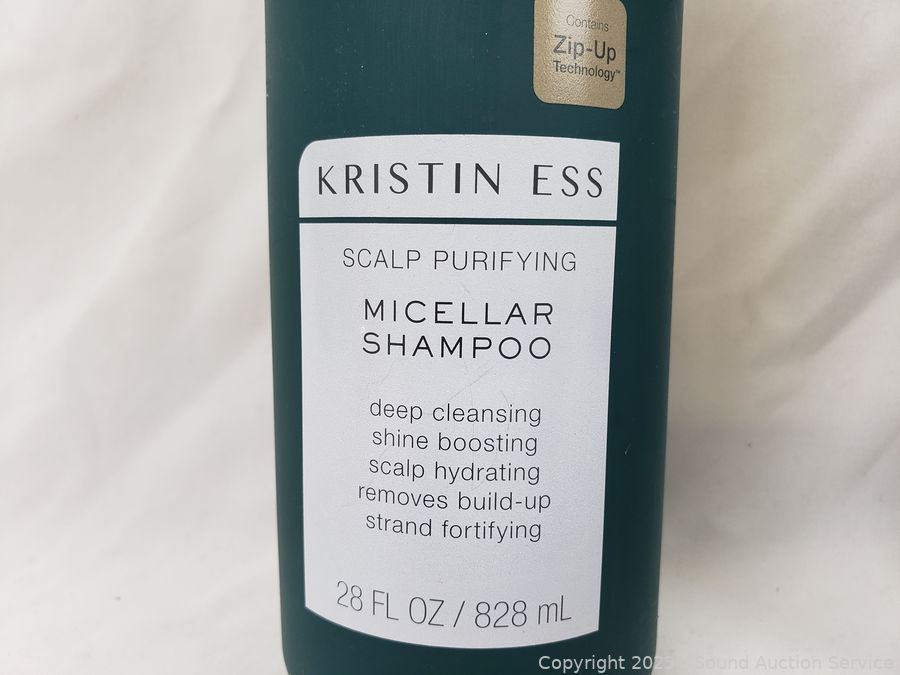 Contains
Zip-Up
Technology™
KRISTIN ESS
SCALP PURIFYING
MICELLAR
SHAMPOO
deep cleansing
shine boosting
scalp hydrating
removes build-up
strand fortifying
28 FL OZ / 828 mL
Copyright 2025 Sound Auction Service